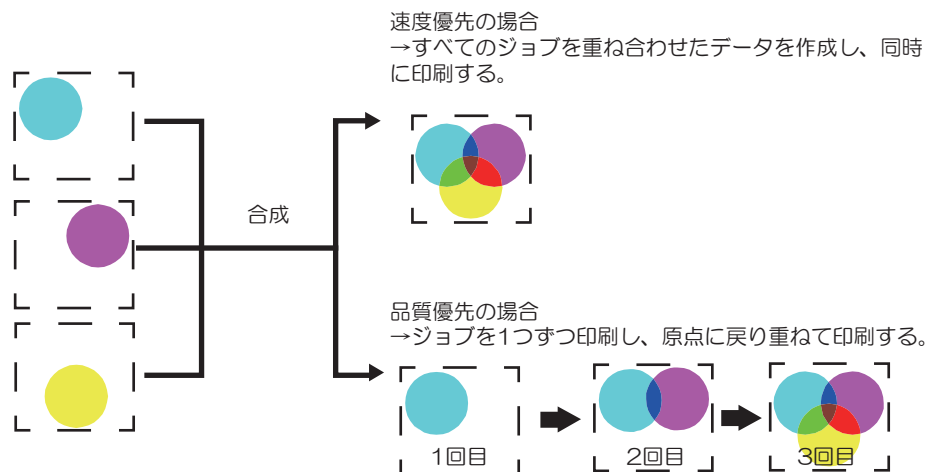 速度優先の場合
→すべてのジョブを重ね合わせたデータを作成し、同時
に印刷する。
合成
品質優先の場合
→ジョブを1つずつ印刷し、原点に戻り重ねて印刷する。
1回目
2回目
3回目